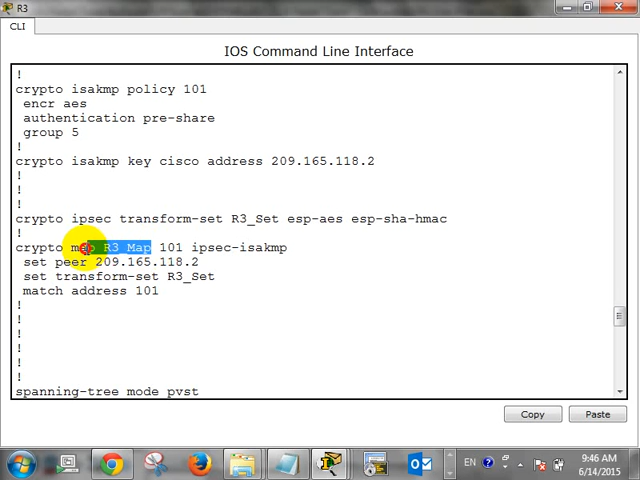 R3
CLI
IOS Command Line Interface
!
crypto isakmp policy 101
encr aes
authentication pre-share
group 5
!
crypto isakmp key cisco address 209.165.118.2
!
!
!
crypto ipsec transform-set R3_Set esp-aes esp-sha-hmac
!
crypto map R3_Map 101 ipsec-isakmp
set peer 209.165.118.2
set transform-set R3_Set
match address 101
!
!
!
!
!
!
spanning-tree mode pvst
Copy Paste
EN 9:46 AM
6/14/2015